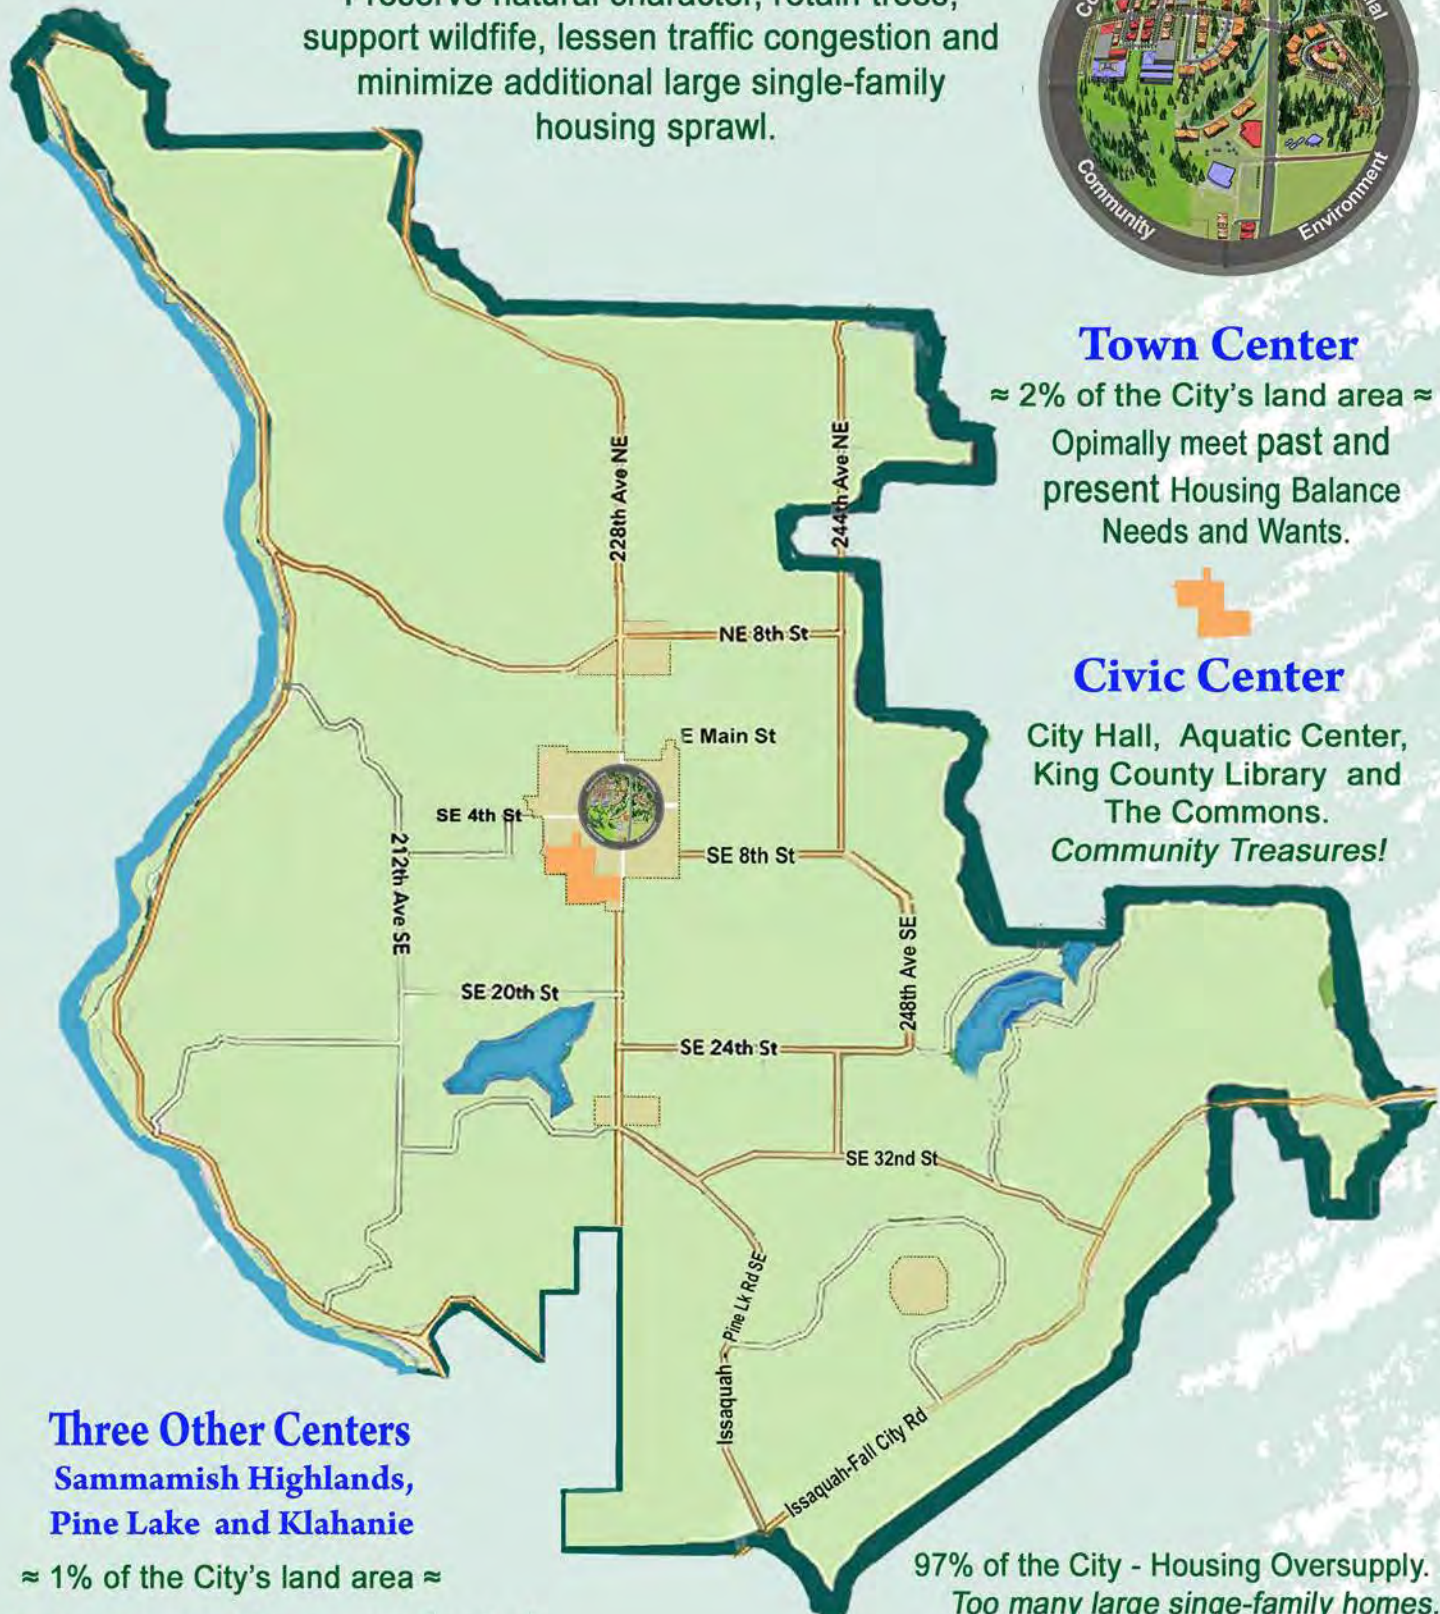 Preserve natural character, retain trees,
support wildfife, lessen traffic congestion and
minimize additional large single-family
housing sprawl.
Community
Environment
Town Center
≈ 2% of the City's land area ≈
Opimally meet past and
present Housing Balance
Needs and Wants.
Civic Center
City Hall, Aquatic Center,
King County Library and
The Commons.
Community Treasures!
228th Ave NE
244th Ave NE
NE 8th St
E Main St
SE 4th St
SE 8th St
212th Ave SE
248th Ave SE
SE 20th St
SE 24th St
SE 32nd St
Issaquah - Pine Lk Rd SE
Issaquah-Fall City Rd
Three Other Centers
Sammamish Highlands,
Pine Lake and Klahanie
≈ 1% of the City's land area ≈
97% of the City - Housing Oversupply.
Too many large singe-family homes.